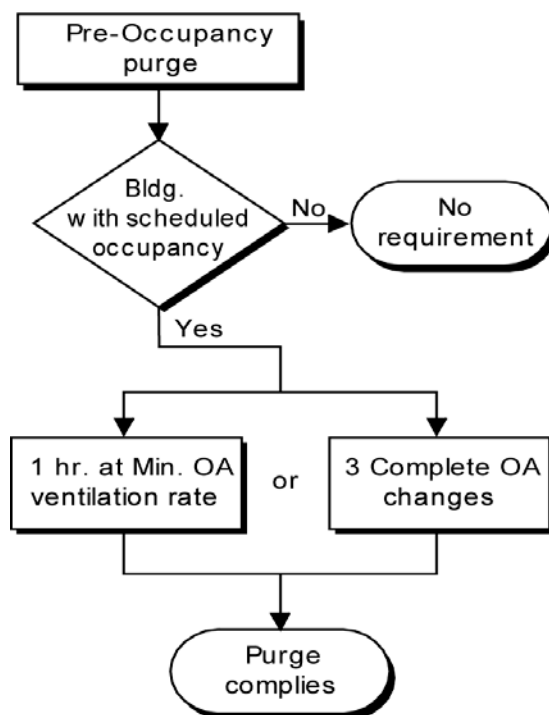 Pre-Occupancy
purge
Bldg.
with scheduled
occupancy
No
No
requirement
Yes
1 hr. at Min. OA
ventilation rate
or
3 Complete OA
changes
Purge
complies